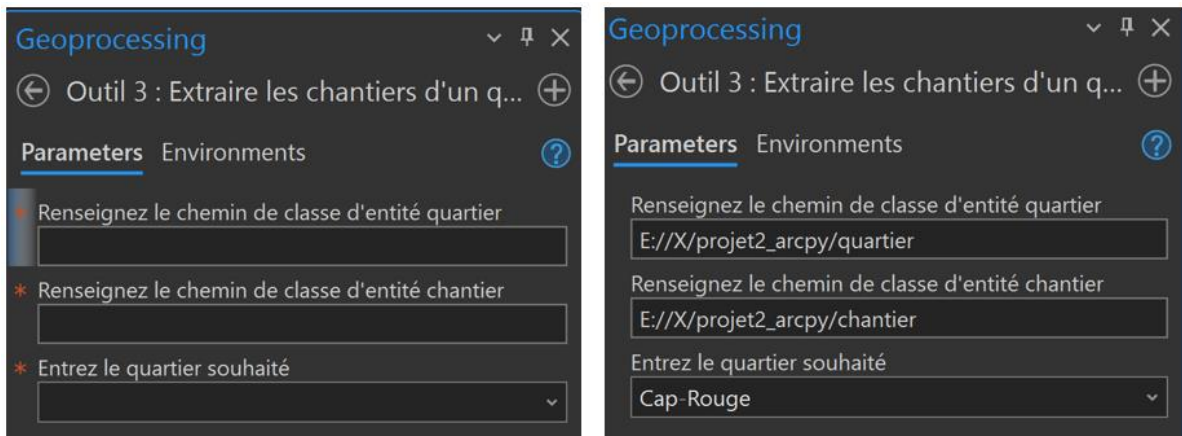 Geoprocessing
Outil 3 : Extraire les chantiers d'un q...
Parameters Environments
* Renseignez le chemin de classe d'entité quartier
* Renseignez le chemin de classe d'entité chantier
* Entrez le quartier souhaité
Geoprocessing
Outil 3 : Extraire les chantiers d'un q...
Parameters Environments
Renseignez le chemin de classe d'entité quartier
E://X/projet2_arcpy/quartier
Renseignez le chemin de classe d'entité chantier
E://X/projet2_arcpy/chantier
Entrez le quartier souhaité
Cap-Rouge